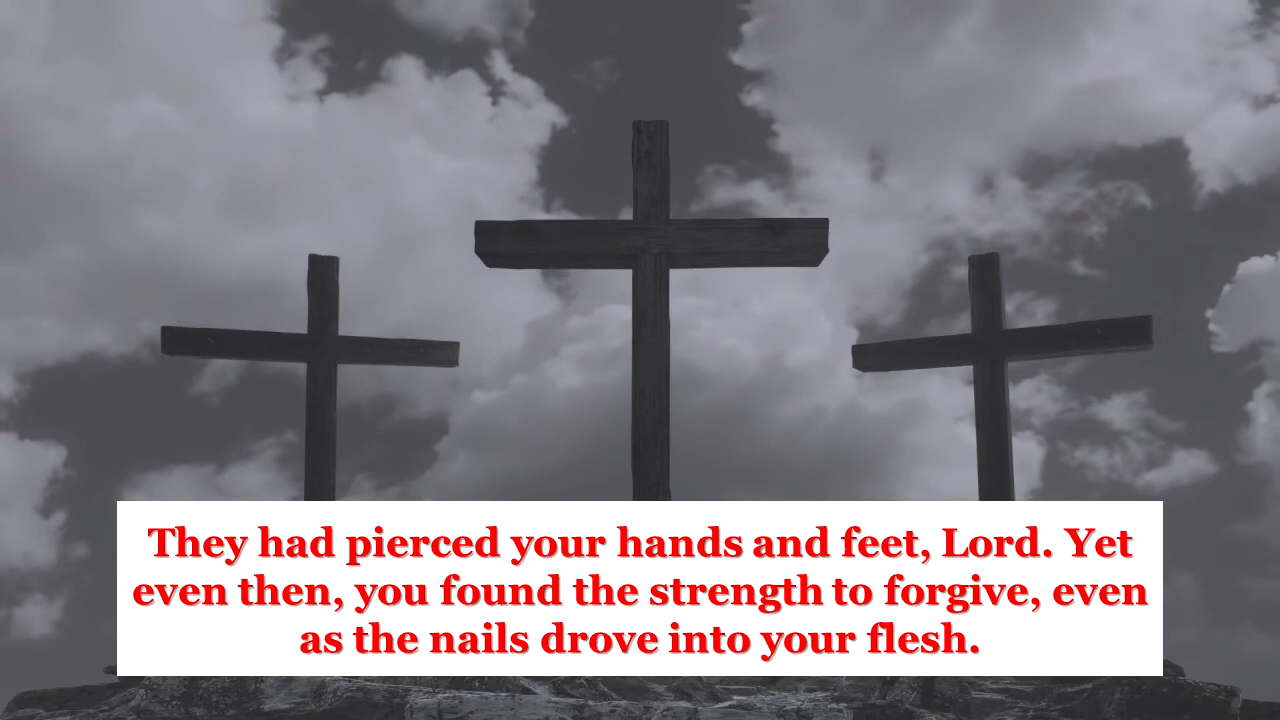 They had pierced your hands and feet, Lord. Yet
even then, you found the strength to forgive, even
as the nails drove into your flesh.